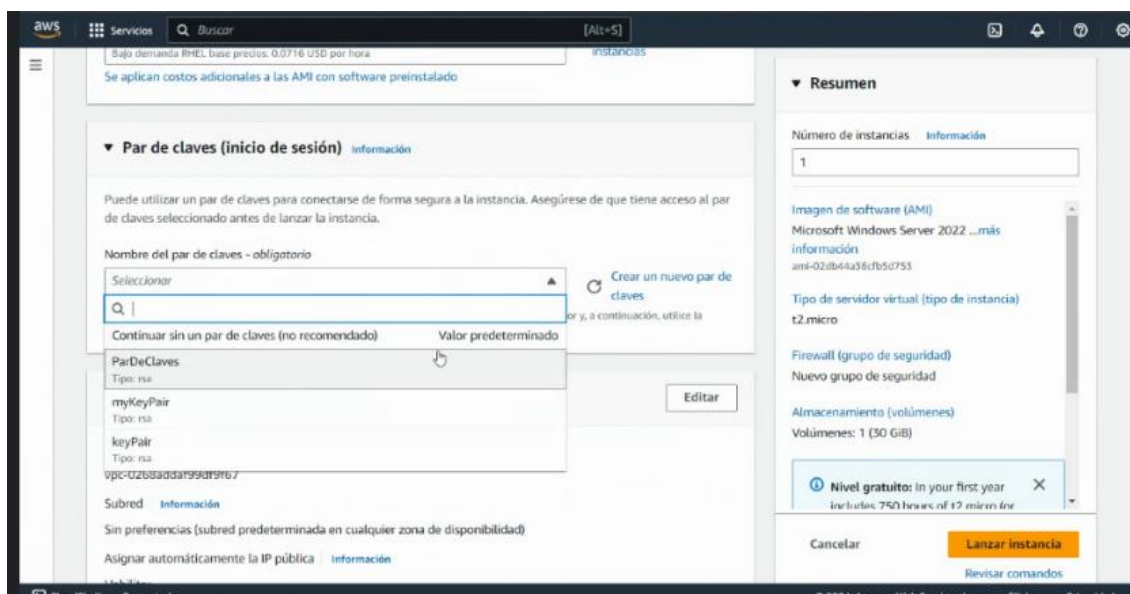 aws
Servicios
Buscar
[Alt+S]
Bajo demanda RHEL base precios: 0.0716 USD por hora
instancias
Se aplican costos adicionales a las AMI con software preinstalado
Par de claves (inicio de sesión) Información
Puede utilizar un par de claves para conectarse de forma segura a la instancia. Asegúrese de que tiene acceso al par
de claves seleccionado antes de lanzar la instancia.
Nombre del par de claves - obligatorio
Seleccionar
Crear un nuevo par de
claves
or y, a continuación, utilice la
Continuar sin un par de claves (no recomendado) Valor predeterminado
ParDeClaves
Tipo: rsa
myKeyPair
Tipo: rsa
keyPair
Tipo: rsa
Editar
Subred Información
Sin preferencias (subred predeterminada en cualquier zona de disponibilidad)
Asignar automáticamente la IP pública Información
Resumen
Número de instancias Información
1
Imagen de software (AMI)
Microsoft Windows Server 2022 ...más
información
ami-02db44a38cfb5d753
Tipo de servidor virtual (tipo de instancia)
t2.micro
Firewall (grupo de seguridad)
Nuevo grupo de seguridad
Almacenamiento (volúmenes)
Volúmenes: 1 (30 GiB)
Nivel gratuito: In your first year
includes 750 hours of t2.micro (or
Cancelar
Lanzar instancia
Revisar comandos